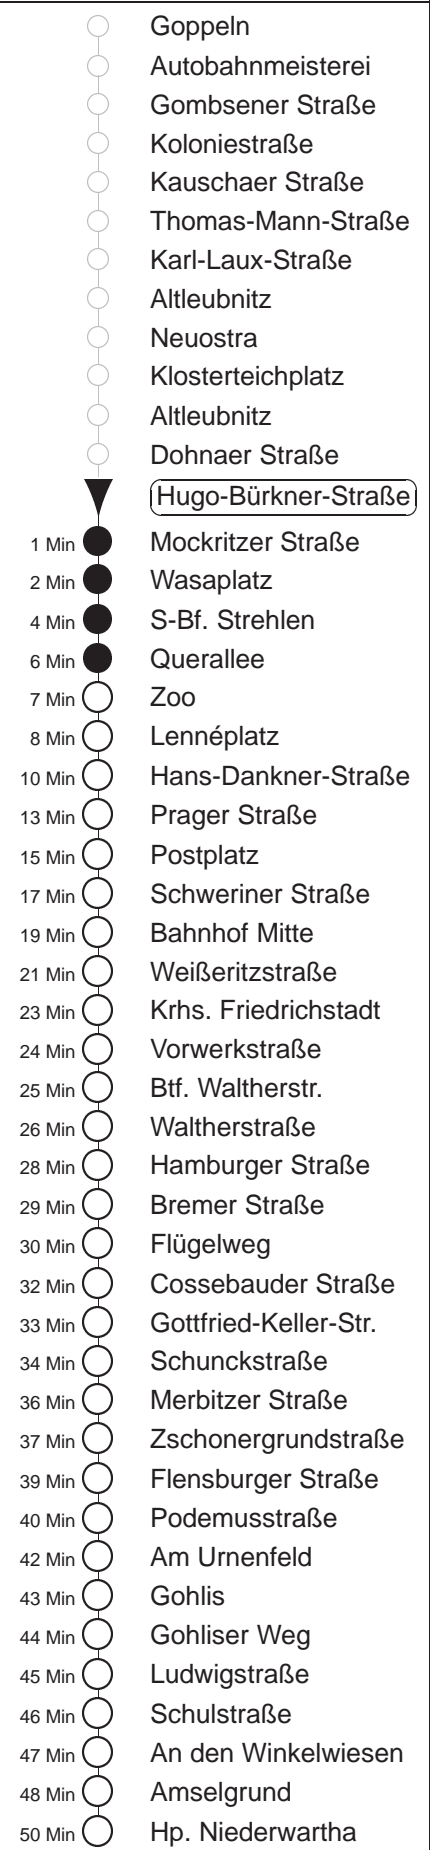 Goppeln
Autobahnmeisterei
Gombsener Straße
Koloniestraße
Kauschaer Straße
Thomas-Mann-Straße
Karl-Laux-Straße
Altleubnitz
Neuostra
Klosterteichplatz
Altleubnitz
Dohnaer Straße
Hugo-Bürkner-Straße
1 Min Mockritzer Straße
2 Min Wasaplatz
4 Min S-Bf. Strehlen
6 Min Querallee
7 Min Zoo
8 Min Lennéplatz
10 Min Hans-Dankner-Straße
13 Min Prager Straße
15 Min Postplatz
17 Min Schweriner Straße
19 Min Bahnhof Mitte
21 Min Weißeritzstraße
23 Min Krhs. Friedrichstadt
24 Min Vorwerkstraße
25 Min Btf. Waltherstr.
26 Min Waltherstraße
28 Min Hamburger Straße
29 Min Bremer Straße
30 Min Flügelweg
32 Min Cossebauder Straße
33 Min Gottfried-Keller-Str.
34 Min Schunckstraße
36 Min Merbitzer Straße
37 Min Zschonergrundstraße
39 Min Flensburger Straße
40 Min Podemusstraße
42 Min Am Urnenfeld
43 Min Gohlis
44 Min Gohliser Weg
45 Min Ludwigstraße
46 Min Schulstraße
47 Min An den Winkelwiesen
48 Min Amselgrund
50 Min Hp. Niederwartha